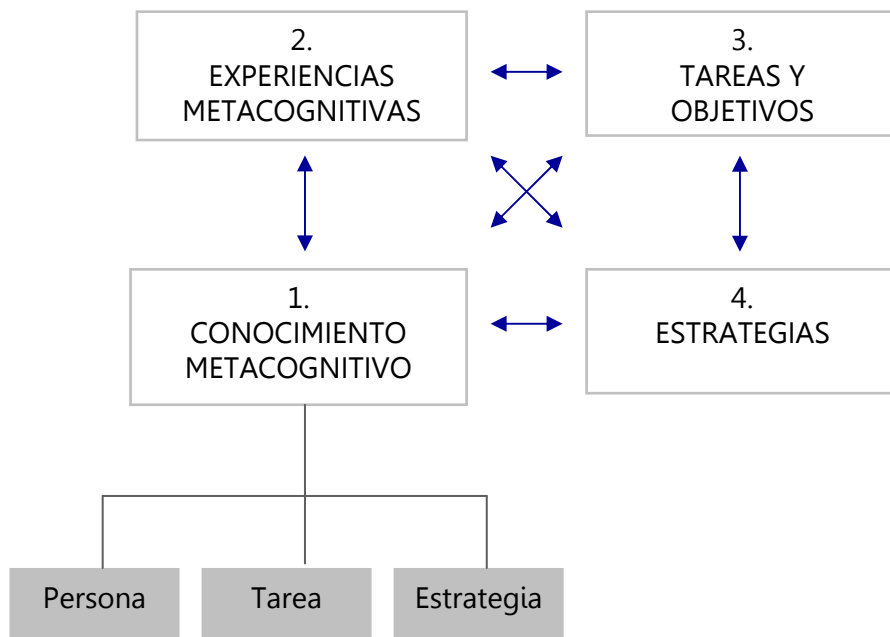 2.
EXPERIENCIAS
METACOGNITIVAS
3.
TAREAS Y
OBJETIVOS
1.
CONOCIMIENTO
METACOGNITIVO
4.
ESTRATEGIAS
Persona
Tarea
Estrategia